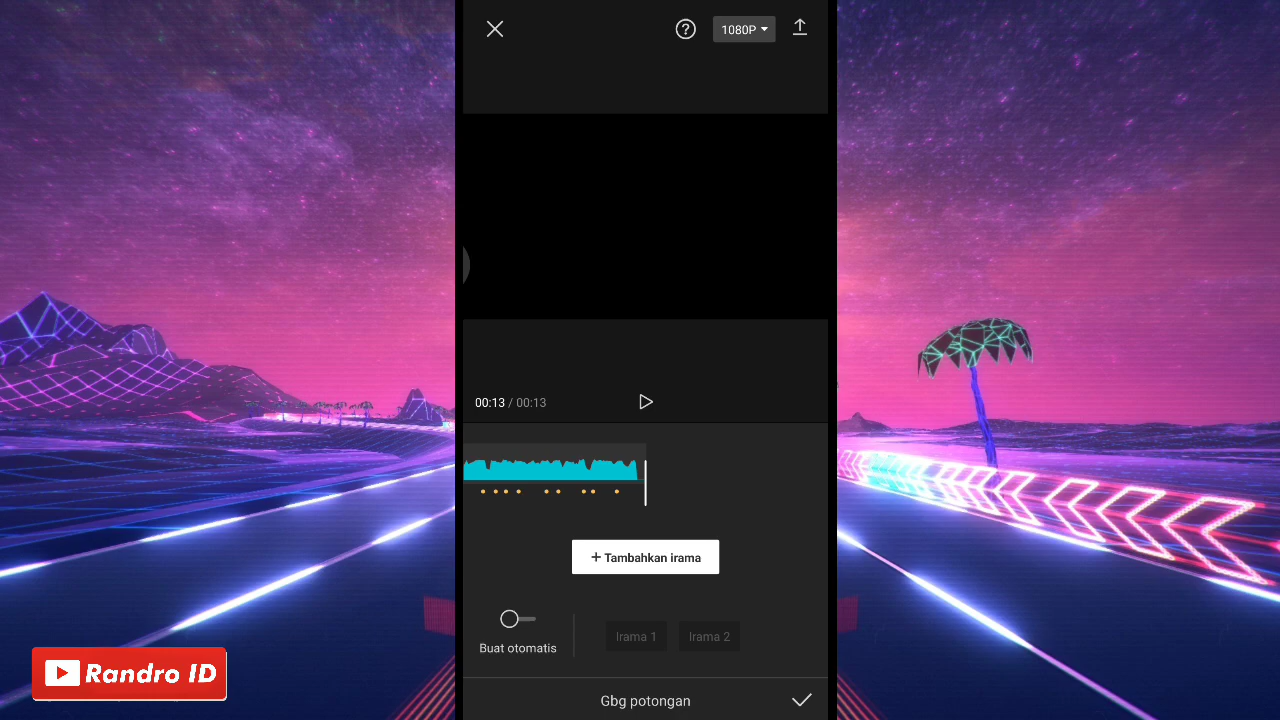 1080P
00:13 / 00:13
+ Tambahkan irama
Irama 1 Irama 2
Buat otomatis
Gbg potongan
Randro ID